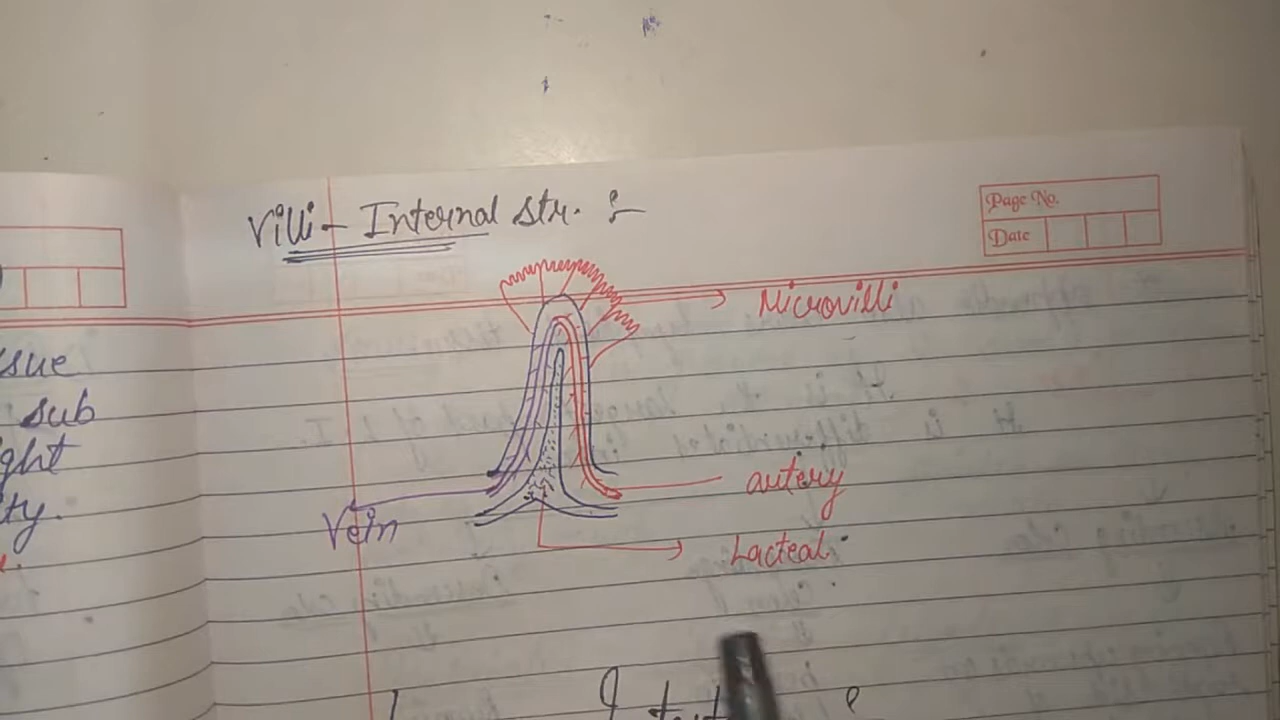 Villi - Internal str. :-
Page No.
Date
Microvilli
sue
sub
ght
ty.
artery
Vein
Lacteal